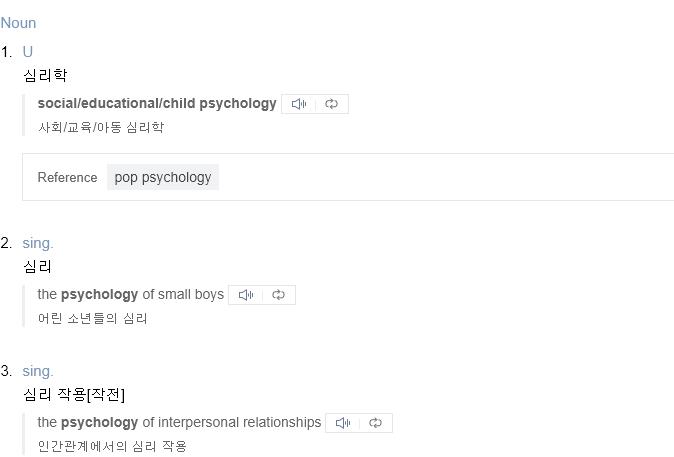 Noun
1. U
심리학
social/educational/child psychology
사회/교육/아동 심리학
Reference pop psychology
2. sing.
심리
the psychology of small boys
어린 소년들의 심리
3. sing.
심리 작용[작전]
the psychology of interpersonal relationships
인간관계에서의 심리 작용